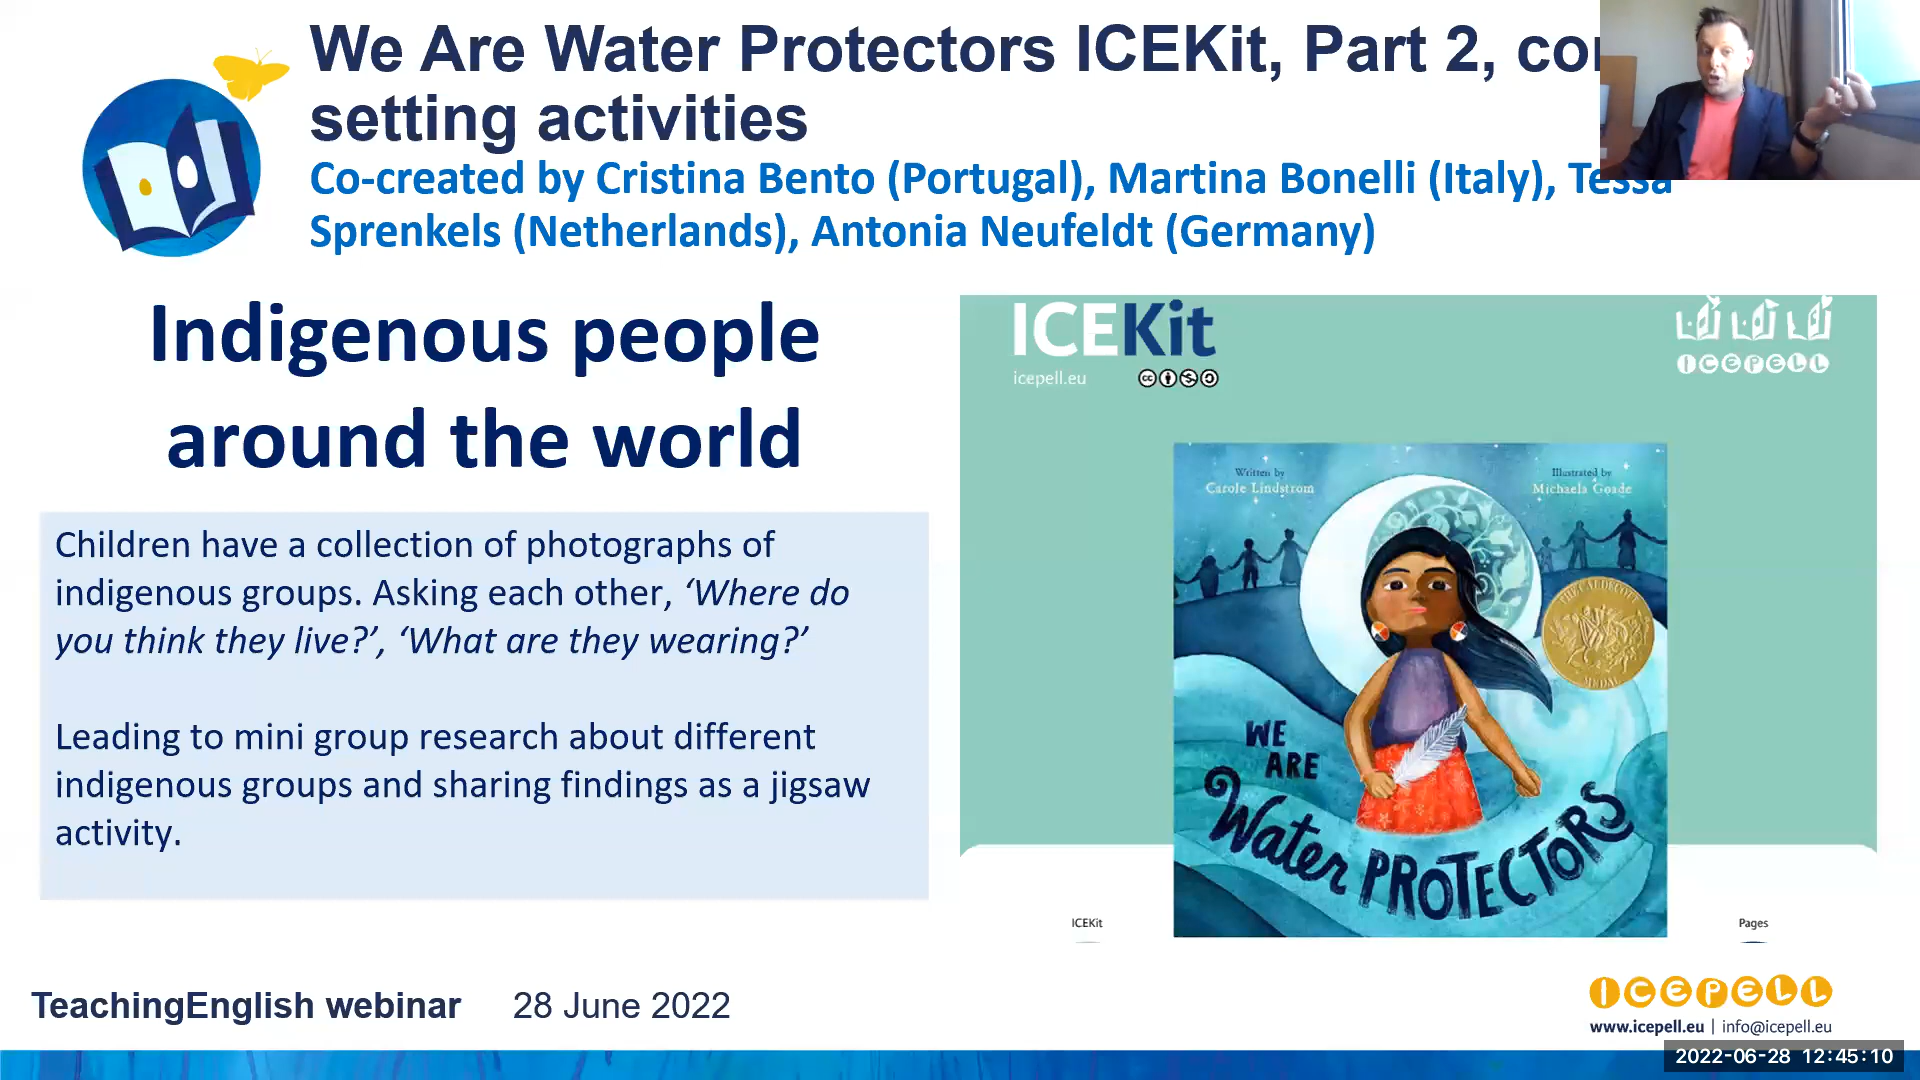 We Are Water Protectors ICEKit, Part 2, co
setting activities
Co-created by Cristina Bento (Portugal), Martina Bonelli (Italy), Tessa
Sprenkels (Netherlands), Antonia Neufeldt (Germany)
Indigenous people
around the world
Children have a collection of photographs of
indigenous groups. Asking each other, ‘Where do
you think they live?’, ‘What are they wearing?’
Leading to mini group research about different
indigenous groups and sharing findings as a jigsaw
activity.
ICEKit
icepell.eu
ICEPELL
Written by
Carole Lindstrom
Illustrated by
Michaela Goade
THE CALDECOTT
MEDAL
WE
ARE
Water PROTECTORS
ICEKit
Pages
TeachingEnglish webinar 28 June 2022
ICEPELL
www.icepell.eu | info@icepell.eu
2022-06-28 12:45:10